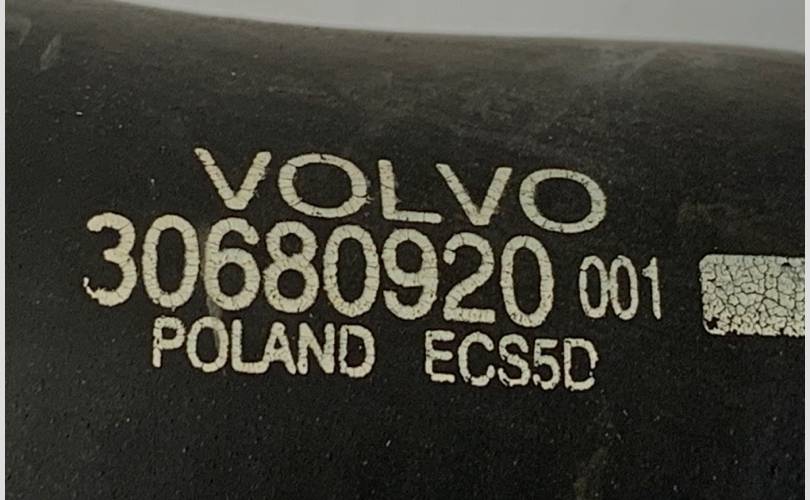 VOLVO
30680920 001
POLAND ECS5D